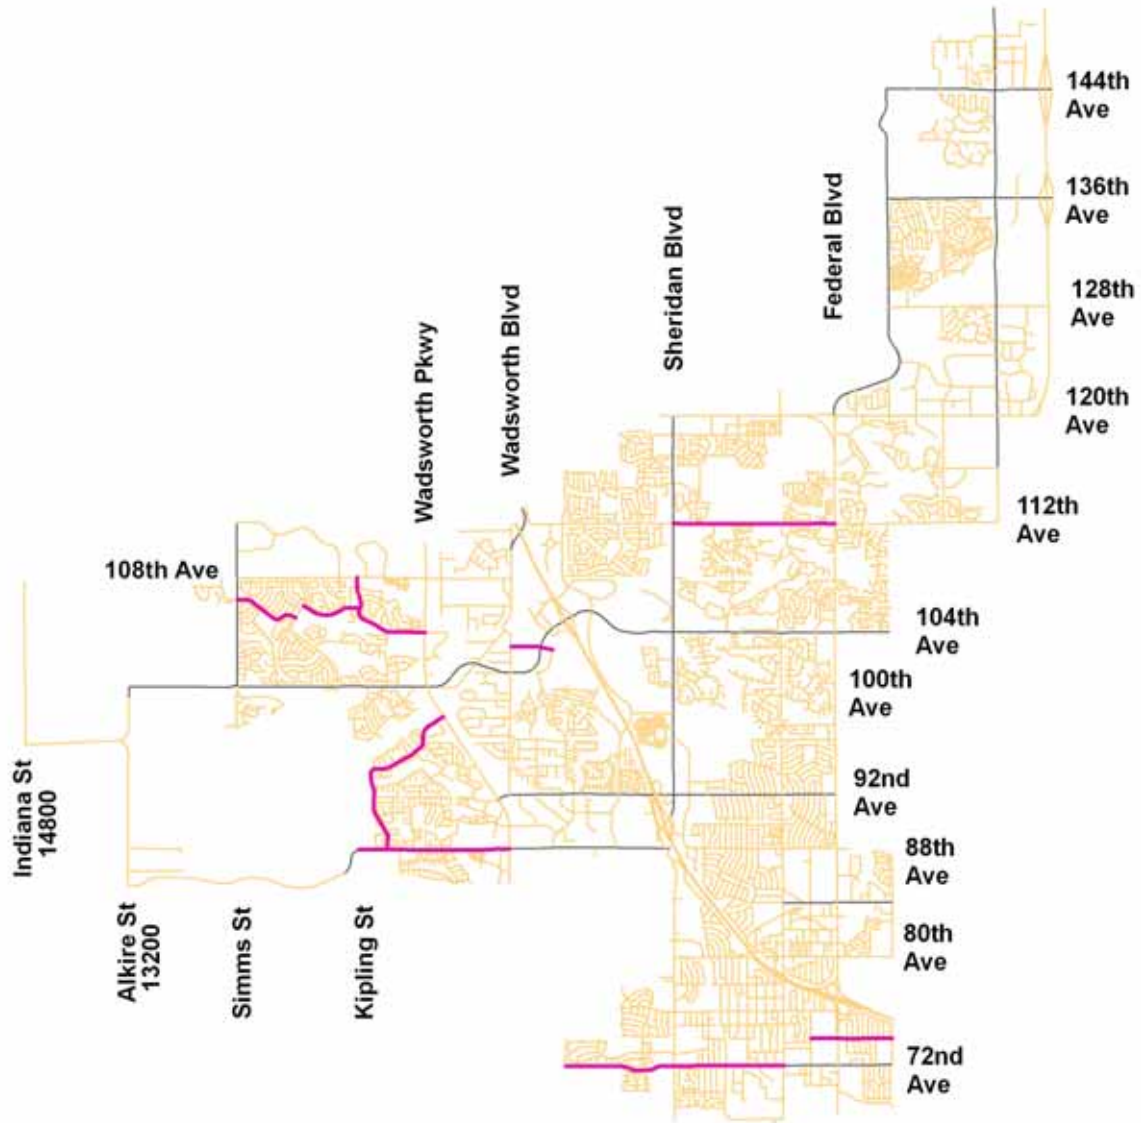 144th
Ave
136th
Ave
Federal Blvd
Sheridan Blvd
128th
Ave
Wadsworth Blvd
Wadsworth Pkwy
120th
Ave
112th
Ave
108th Ave
104th
Ave
100th
Ave
92nd
Ave
Indiana St
14800
88th
Ave
Alkire St
13200
Simms St
Kipling St
80th
Ave
72nd
Ave